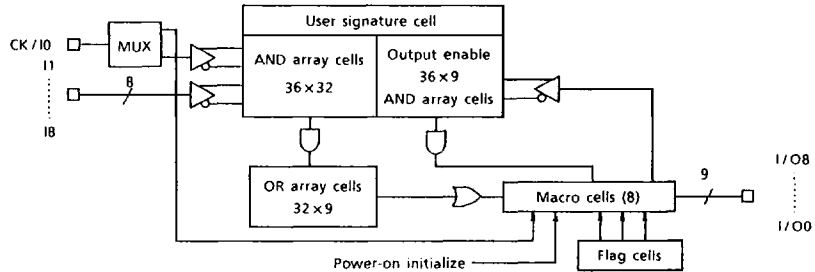 User signature cell
CK/I0
MUX
AND array cells
36×32
Output enable
36×9
AND array cells
I1
8
I8
OR array cells
32×9
Macro cells (8)
9
I/O8
I/O0
Power-on initialize
Flag cells